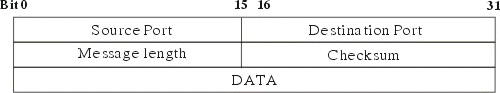 Bit 0 15 16 31
Source Port Destination Port
Message length Checksum
DATA